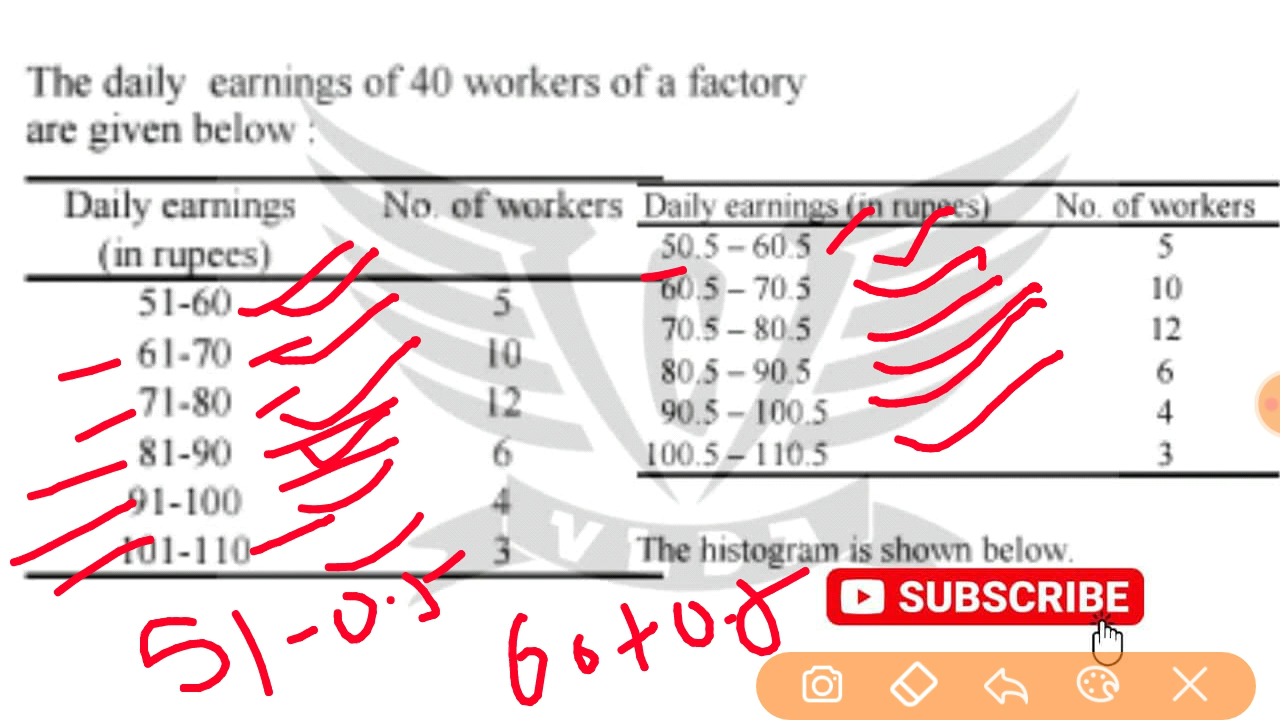 The daily earnings of 40 workers of a factory
are given below :
Daily earnings
(in rupees)
No. of workers
51-60 5
61-70 10
71-80 12
81-90 6
91-100 4
101-110 3
Daily earnings (in rupees) No. of workers
50.5 – 60.5 5
60.5 – 70.5 10
70.5 – 80.5 12
80.5 – 90.5 6
90.5 – 100.5 4
100.5 – 110.5 3
The histogram is shown below.
VIDA
SUBSCRIBE
51-0.5 60+0.5